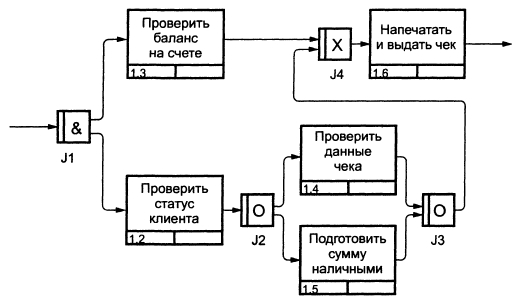 Проверить
баланс
на счете
1.3
X
J4
Напечатать
и выдать чек
1.6
&
J1
Проверить
статус
клиента
1.2
O
J2
Проверить
данные
чека
1.4
Подготовить
сумму
наличными
1.5
O
J3